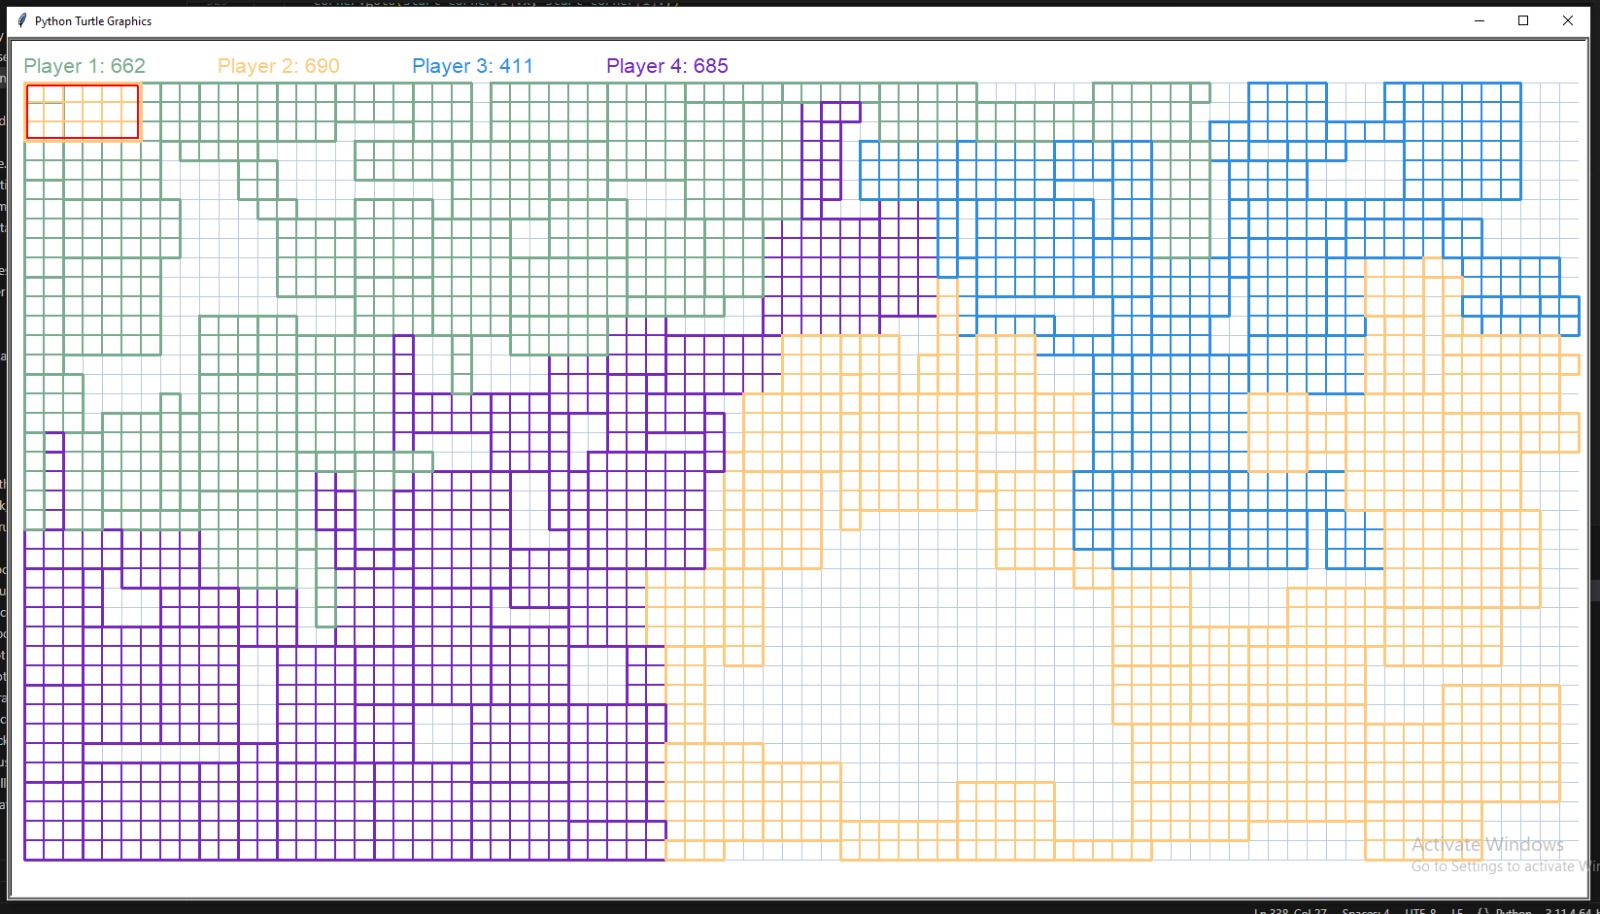 Python Turtle Graphics
Player 1: 662 Player 2: 690 Player 3: 411 Player 4: 685
Activate Windows
Go to Settings to activate Wi